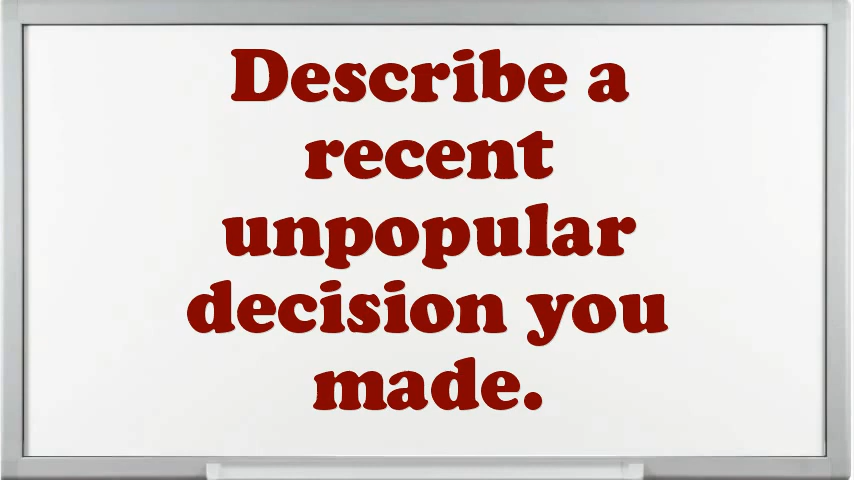 Describe a
recent
unpopular
decision you
made.